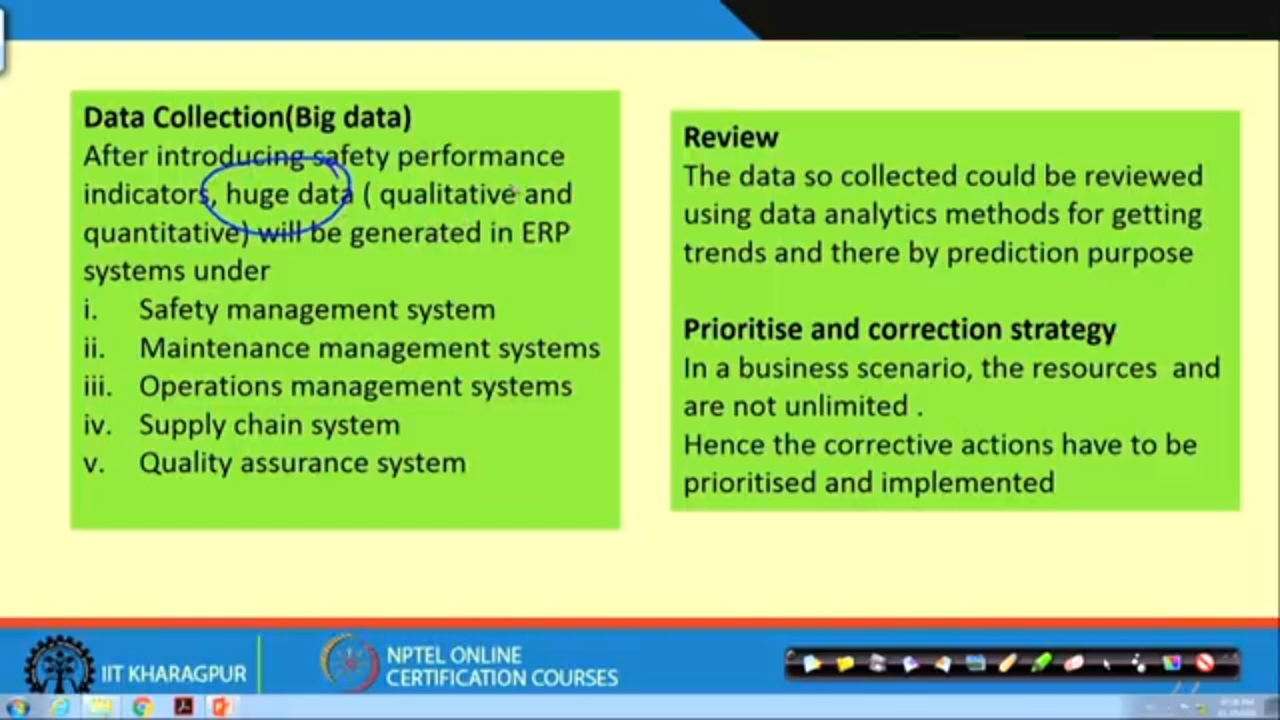 Data Collection(Big data)
After introducing safety performance
indicators, huge data ( qualitative and
quantitative) will be generated in ERP
systems under
i. Safety management system
ii. Maintenance management systems
iii. Operations management systems
iv. Supply chain system
v. Quality assurance system
Review
The data so collected could be reviewed
using data analytics methods for getting
trends and there by prediction purpose
Prioritise and correction strategy
In a business scenario, the resources and
are not unlimited .
Hence the corrective actions have to be
prioritised and implemented
IIT KHARAGPUR
NPTEL ONLINE
CERTIFICATION COURSES